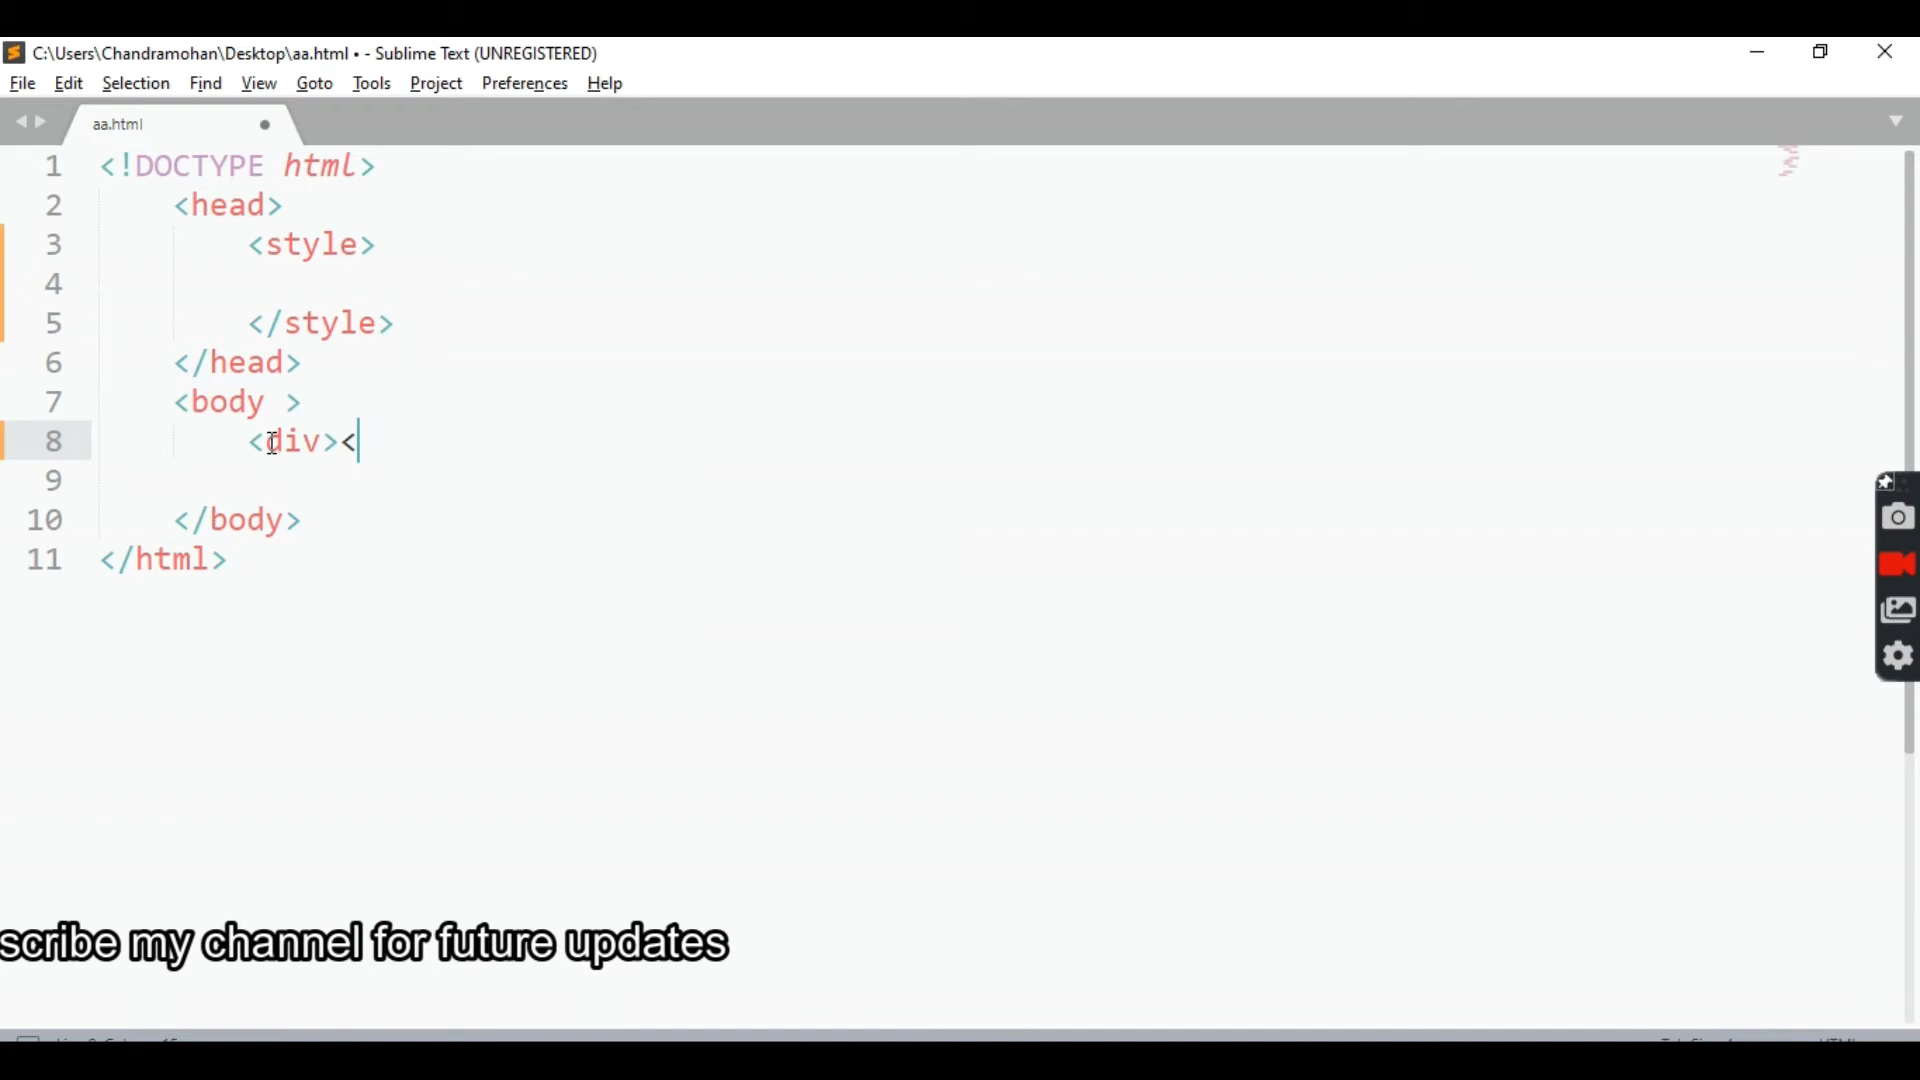 C:\Users\Chandramohan\Desktop\aa.html • - Sublime Text (UNREGISTERED)
File Edit Selection Find View Goto Tools Project Preferences Help
aa.html
1 <!DOCTYPE html>
2 <head>
3 <style>
4
5 </style>
6 </head>
7 <body >
8 <div><
9
10 </body>
11 </html>
scribe my channel for future updates